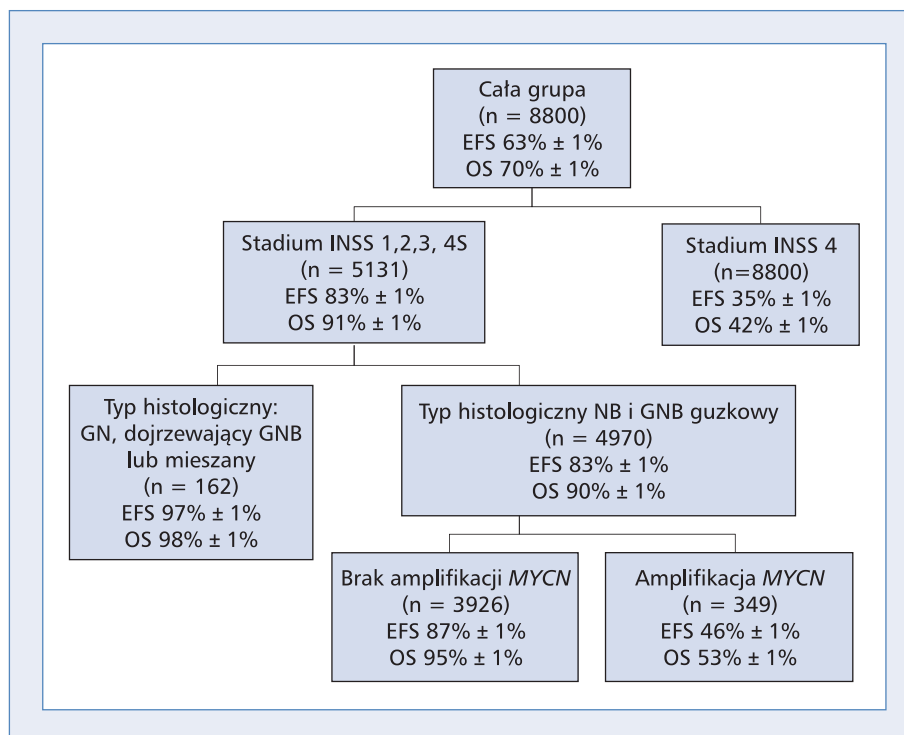 Cała grupa
(n = 8800)
EFS 63% ± 1%
OS 70% ± 1%
Stadium INSS 1,2,3, 4S
(n = 5131)
EFS 83% ± 1%
OS 91% ± 1%
Stadium INSS 4
(n=8800)
EFS 35% ± 1%
OS 42% ± 1%
Typ histologiczny:
GN, dojrzewający GNB
lub mieszany
(n = 162)
EFS 97% ± 1%
OS 98% ± 1%
Typ histologiczny NB i GNB guzkowy
(n = 4970)
EFS 83% ± 1%
OS 90% ± 1%
Brak amplifikacji MYCN
(n = 3926)
EFS 87% ± 1%
OS 95% ± 1%
Amplifikacja MYCN
(n = 349)
EFS 46% ± 1%
OS 53% ± 1%